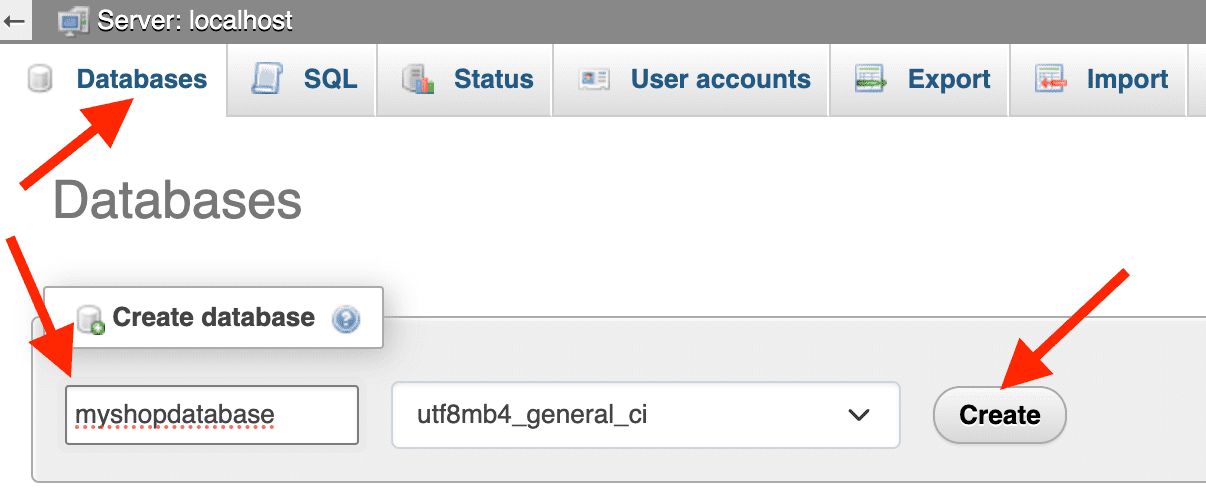 Server: localhost
Databases SQL Status User accounts Export Import
Databases
Create database
myshopdatabase utf8mb4_general_ci Create